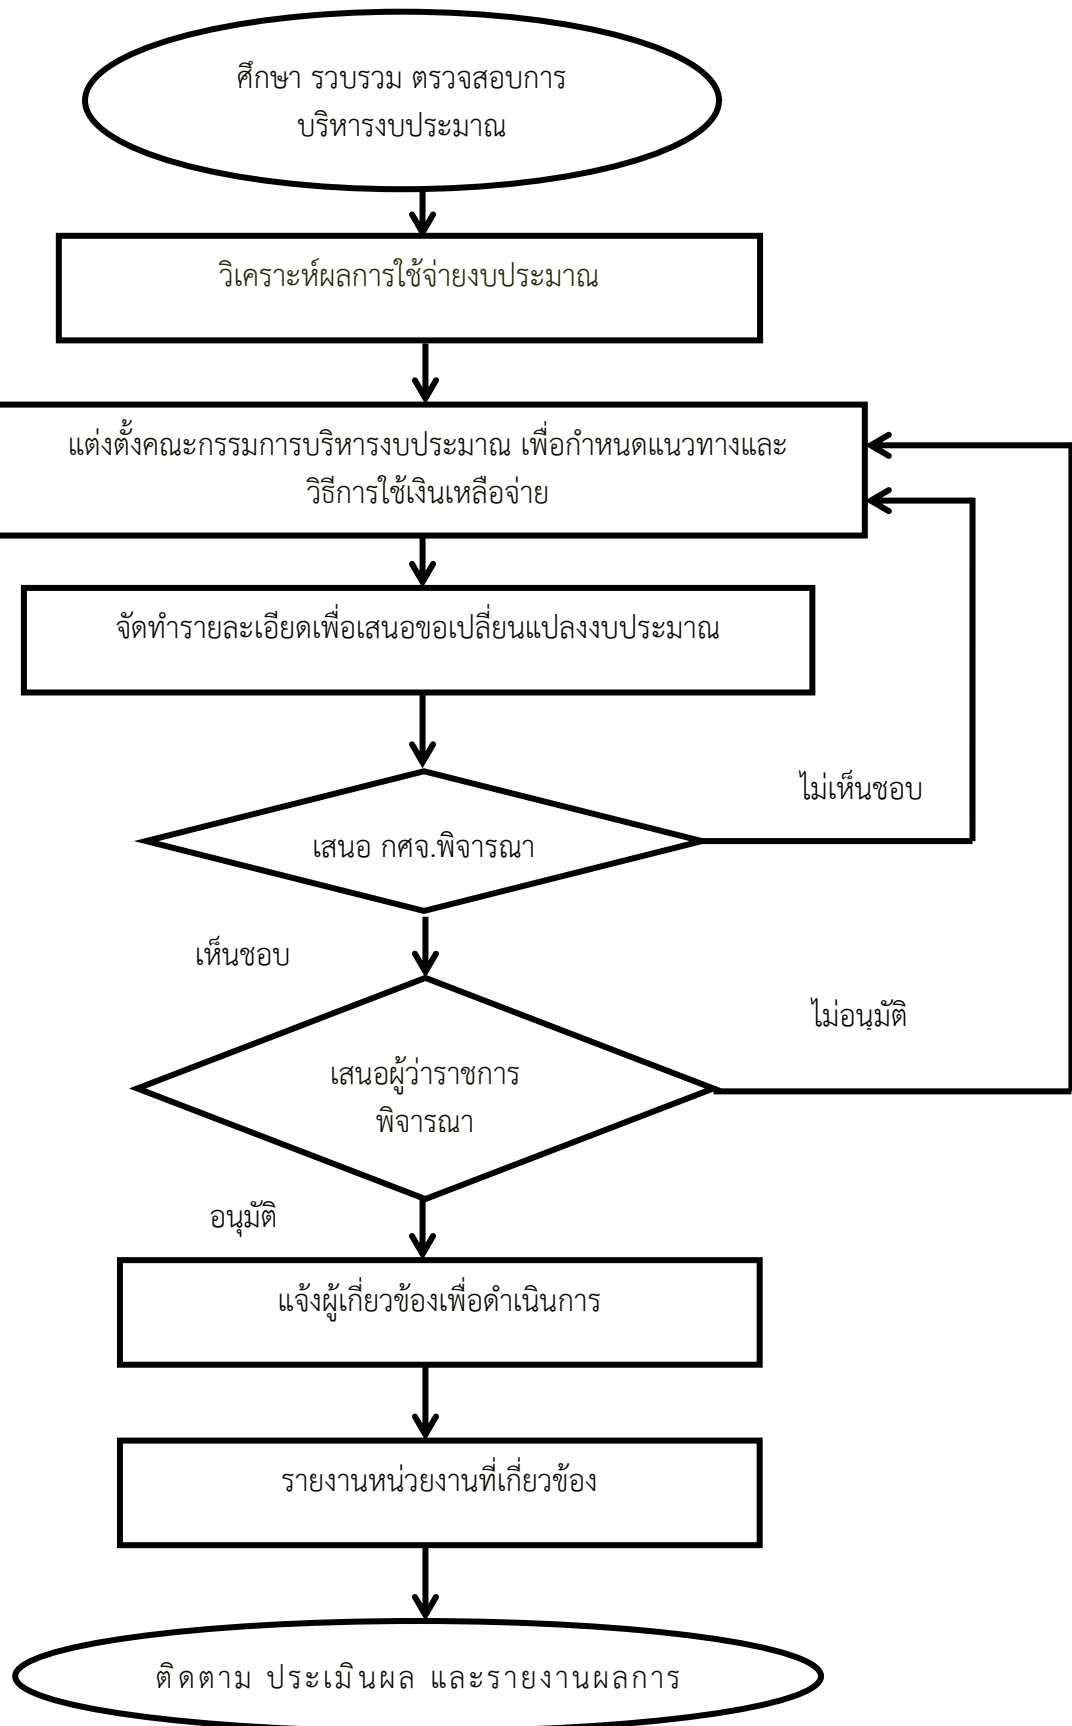 ศึกษา รวบรวม ตรวจสอบการ
บริหารงบประมาณ
วิเคราะห์ผลการใช้จ่ายงบประมาณ
แต่งตั้งคณะกรรมการบริหารงบประมาณ เพื่อกำหนดแนวทางและ
วิธีการใช้เงินเหลือจ่าย
จัดทำรายละเอียดเพื่อเสนอขอเปลี่ยนแปลงงบประมาณ
ไม่เห็นชอบ
เสนอ กศจ.พิจารณา
เห็นชอบ
ไม่อนุมัติ
เสนอผู้ว่าราชการ
พิจารณา
อนุมัติ
แจ้งผู้เกี่ยวข้องเพื่อดำเนินการ
รายงานหน่วยงานที่เกี่ยวข้อง
ติดตาม ประเมินผล และรายงานผลการ